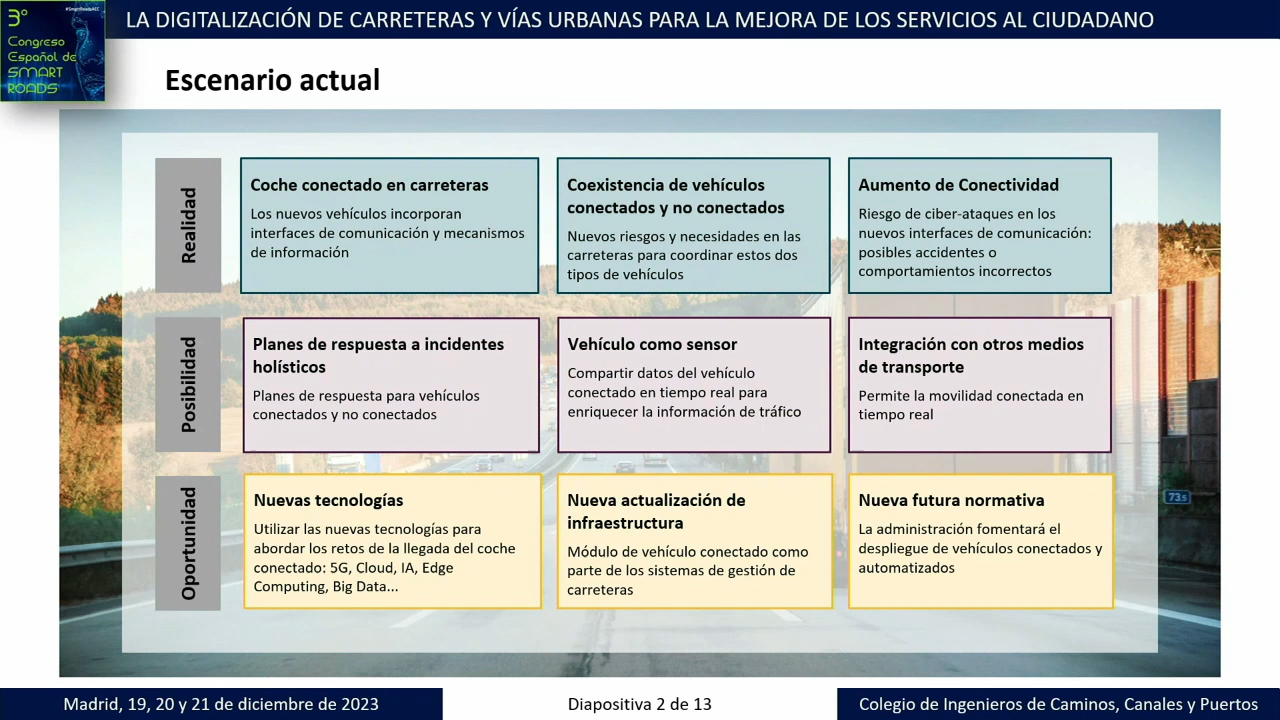 3º
#SmartRoadsAEC
Congreso
Español de
SMART
ROADS
LA DIGITALIZACIÓN DE CARRETERAS Y VÍAS URBANAS PARA LA MEJORA DE LOS SERVICIOS AL CIUDADANO
Escenario actual
Realidad
Coche conectado en carreteras
Los nuevos vehículos incorporan
interfaces de comunicación y mecanismos
de información
Coexistencia de vehículos
conectados y no conectados
Nuevos riesgos y necesidades en las
carreteras para coordinar estos dos
tipos de vehículos
Aumento de Conectividad
Riesgo de ciber-ataques en los
nuevos interfaces de comunicación:
posibles accidentes o
comportamientos incorrectos
Posibilidad
Planes de respuesta a incidentes
holísticos
Planes de respuesta para vehículos
conectados y no conectados
Vehículo como sensor
Compartir datos del vehículo
conectado en tiempo real para
enriquecer la información de tráfico
Integración con otros medios
de transporte
Permite la movilidad conectada en
tiempo real
Oportunidad
Nuevas tecnologías
Utilizar las nuevas tecnologías para
abordar los retos de la llegada del coche
conectado: 5G, Cloud, IA, Edge
Computing, Big Data...
Nueva actualización de
infraestructura
Módulo de vehículo conectado como
parte de los sistemas de gestión de
carreteras
Nueva futura normativa
La administración fomentará el
despliegue de vehículos conectados y
automatizados
73,5
Madrid, 19, 20 y 21 de diciembre de 2023
Diapositiva 2 de 13
Colegio de Ingenieros de Caminos, Canales y Puertos